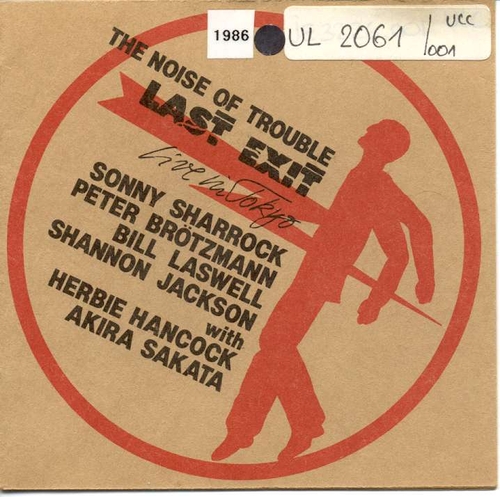 1986
UL 2061 /001
UCC
THE NOISE OF TROUBLE
LAST EXIT
Live in Tokyo
SONNY SHARROCK
PETER BRÖTZMANN
BILL LASWELL
SHANNON JACKSON
with
HERBIE HANCOCK
AKIRA SAKATA